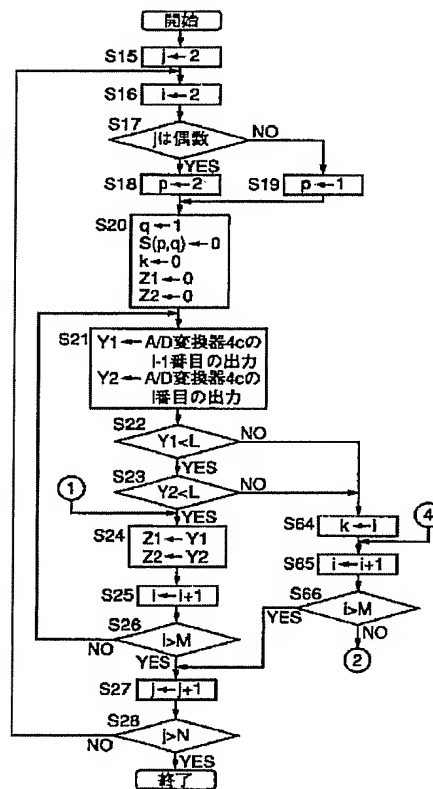 開始
S15
j←2
S16
i←2
S17
jは偶数
NO
YES
S18
p←2
S19
p←1
S20
q←1
S(p,q)←0
k←0
Z1←0
Z2←0
S21
Y1←A/D変換器4cの
i-1番目の出力
Y2←A/D変換器4cの
i番目の出力
S22
Y1<L
NO
YES
S23
Y2<L
NO
1
YES
4
S64
k←i
S24
Z1←Y1
Z2←Y2
S65
i←i+1
S25
i←i+1
S66
i>M
YES
NO
2
S26
i>M
NO
YES
S27
j←j+1
S28
j>N
NO
YES
終了